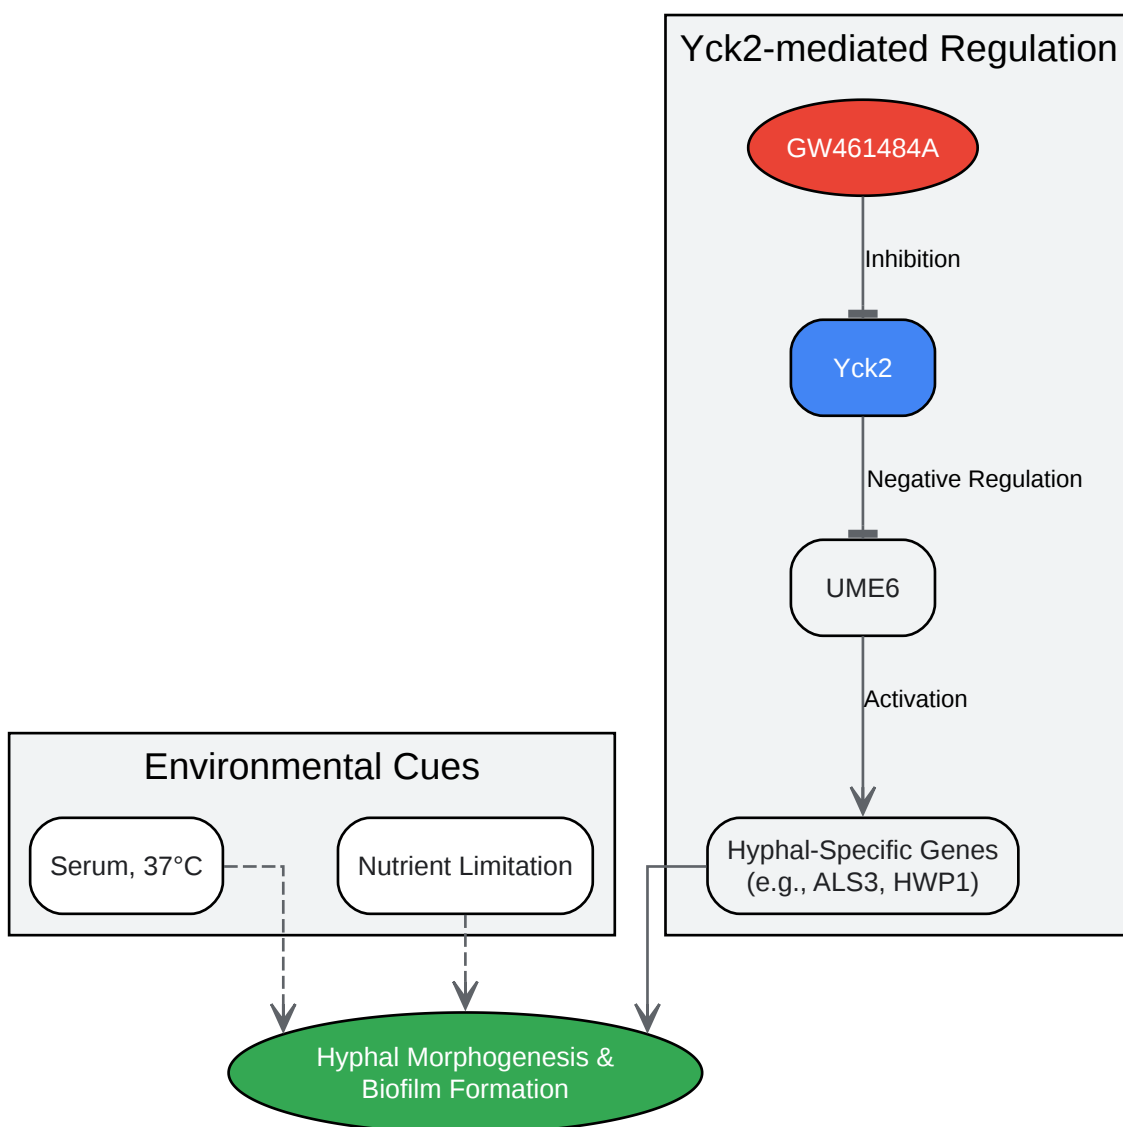 Yck2-mediated Regulation
GW461484A
Inhibition
Yck2
Negative Regulation
UME6
Activation
Environmental Cues
Serum, 37°C
Nutrient Limitation
Hyphal-Specific Genes
(e.g., ALS3, HWP1)
Hyphal Morphogenesis &
Biofilm Formation